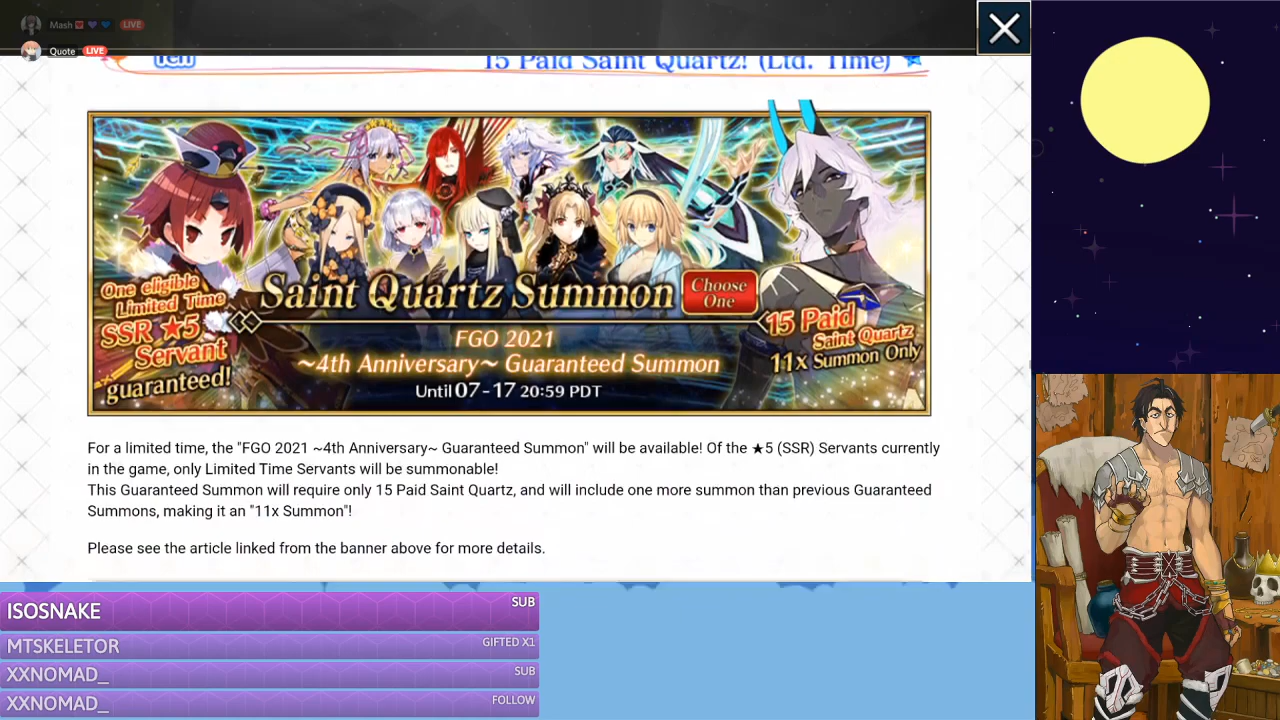 Mash LIVE
Quote LIVE
15 Paid Saint Quartz! (Ltd. Time)
One eligible
Limited Time
SSR ★5
Servant
guaranteed!
Saint Quartz Summon
Choose
One
FGO 2021
~4th Anniversary~ Guaranteed Summon
Until 07-17 20:59 PDT
15 Paid
Saint Quartz
11x Summon Only
For a limited time, the "FGO 2021 ~4th Anniversary~ Guaranteed Summon" will be available! Of the ★5 (SSR) Servants currently
in the game, only Limited Time Servants will be summonable!
This Guaranteed Summon will require only 15 Paid Saint Quartz, and will include one more summon than previous Guaranteed
Summons, making it an "11x Summon"!
Please see the article linked from the banner above for more details.
ISOSNAKE SUB
MTSKELETOR GIFTED X1
XXNOMAD_ SUB
XXNOMAD_ FOLLOW